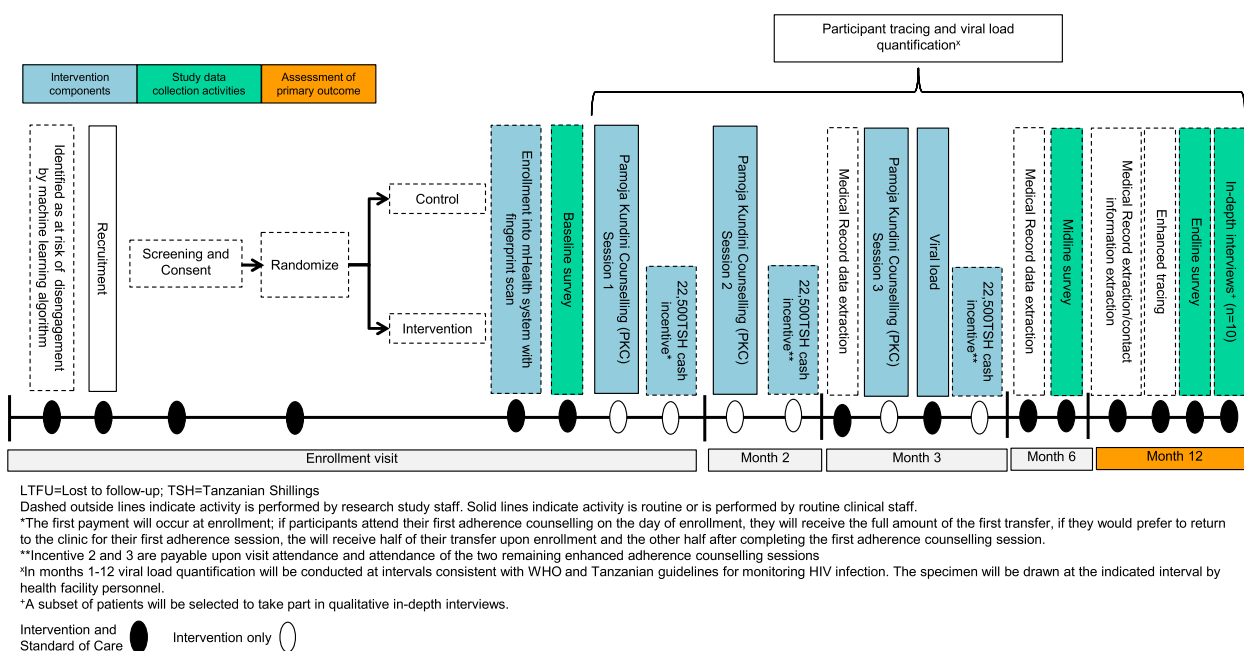 Participant tracing and viral load
quantificationˣ
Intervention
components
Study data
collection activities
Assessment of
primary outcome
Identified as at risk of disengagement
by machine learning algorithm
Recruitment
Screening and
Consent
Randomize
Control
Intervention
Enrollment into mHealth system with
fingerprint scan
Baseline survey
Pamoja Kundini Counselling (PKC)
Session 1
22,500TSH cash
incentive*
Pamoja Kundini Counselling (PKC)
Session 2
22,500TSH cash
incentive**
Medical Record data extraction
Pamoja Kundini Counselling (PKC)
Session 3
Viral load
22,500TSH cash
incentive**
Medical Record data extraction
Midline survey
Medical Record extraction/contact
information extraction
Enhanced tracing
Endline survey
In-depth interviews⁺ (n=10)
Enrollment visit
Month 2
Month 3
Month 6
Month 12
LTFU=Lost to follow-up; TSH=Tanzanian Shillings
Dashed outside lines indicate activity is performed by research study staff. Solid lines indicate activity is routine or is performed by routine clinical staff.
*The first payment will occur at enrollment; if participants attend their first adherence counselling on the day of enrollment, they will receive the full amount of the first transfer, if they would prefer to return
to the clinic for their first adherence session, the will receive half of their transfer upon enrollment and the other half after completing the first adherence counselling session.
**Incentive 2 and 3 are payable upon visit attendance and attendance of the two remaining enhanced adherence counselling sessions
ˣIn months 1-12 viral load quantification will be conducted at intervals consistent with WHO and Tanzanian guidelines for monitoring HIV infection. The specimen will be drawn at the indicated interval by
health facility personnel.
⁺A subset of patients will be selected to take part in qualitative in-depth interviews.
Intervention and
Standard of Care
Intervention only